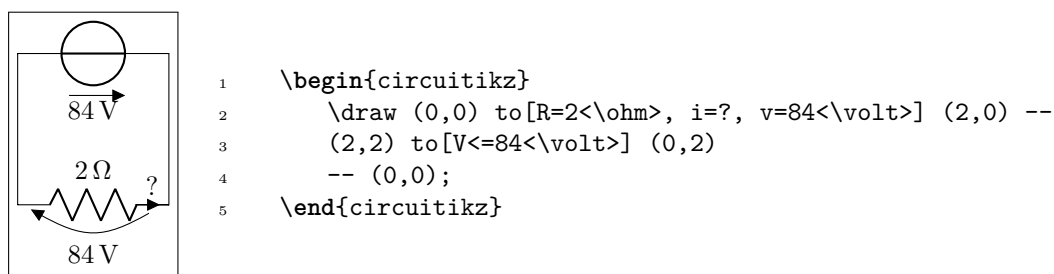 84 V
2 Ω
?
84 V
1 \begin{circuitikz}
2 \draw (0,0) to[R=2<\ohm>, i=?, v=84<\volt>] (2,0) --
3 (2,2) to[V<=84<\volt>] (0,2)
4 -- (0,0);
5 \end{circuitikz}